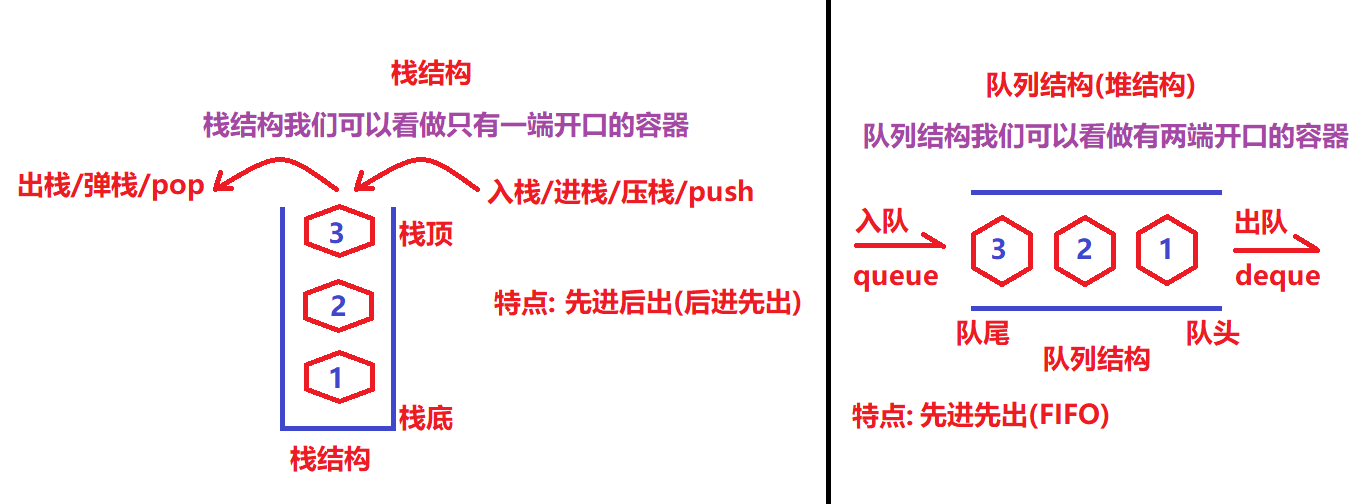 栈结构
栈结构我们可以看做只有一端开口的容器
出栈/弹栈/pop
入栈/进栈/压栈/push
3
栈顶
2
特点: 先进后出(后进先出)
1
栈底
栈结构
队列结构(堆结构)
队列结构我们可以看做有两端开口的容器
入队
queue
3
2
1
出队
deque
队尾
队头
队列结构
特点: 先进先出(FIFO)